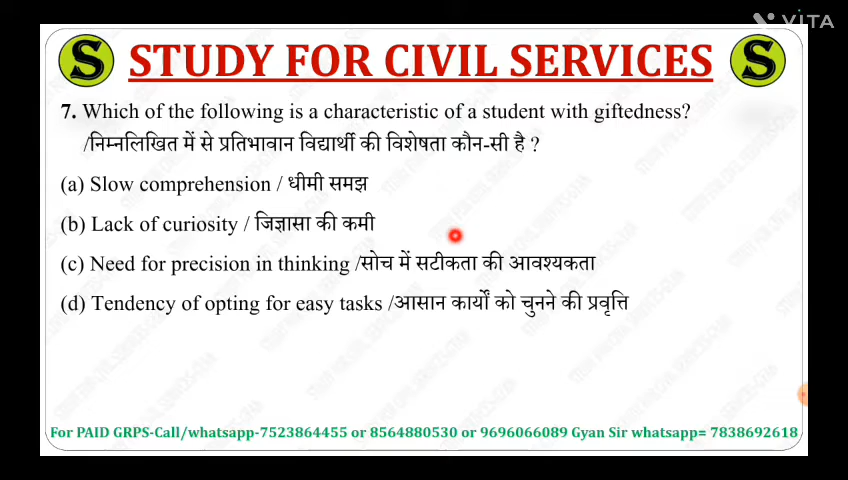 VITA
S STUDY FOR CIVIL SERVICES S
7. Which of the following is a characteristic of a student with giftedness?
/निम्नलिखित में से प्रतिभावान विद्यार्थी की विशेषता कौन-सी है ?
(a) Slow comprehension / धीमी समझ
(b) Lack of curiosity / जिज्ञासा की कमी
(c) Need for precision in thinking /सोच में सटीकता की आवश्यकता
(d) Tendency of opting for easy tasks /आसान कार्यों को चुनने की प्रवृत्ति
For PAID GRPS-Call/whatsapp-7523864455 or 8564880530 or 9696066089 Gyan Sir whatsapp= 7838692618